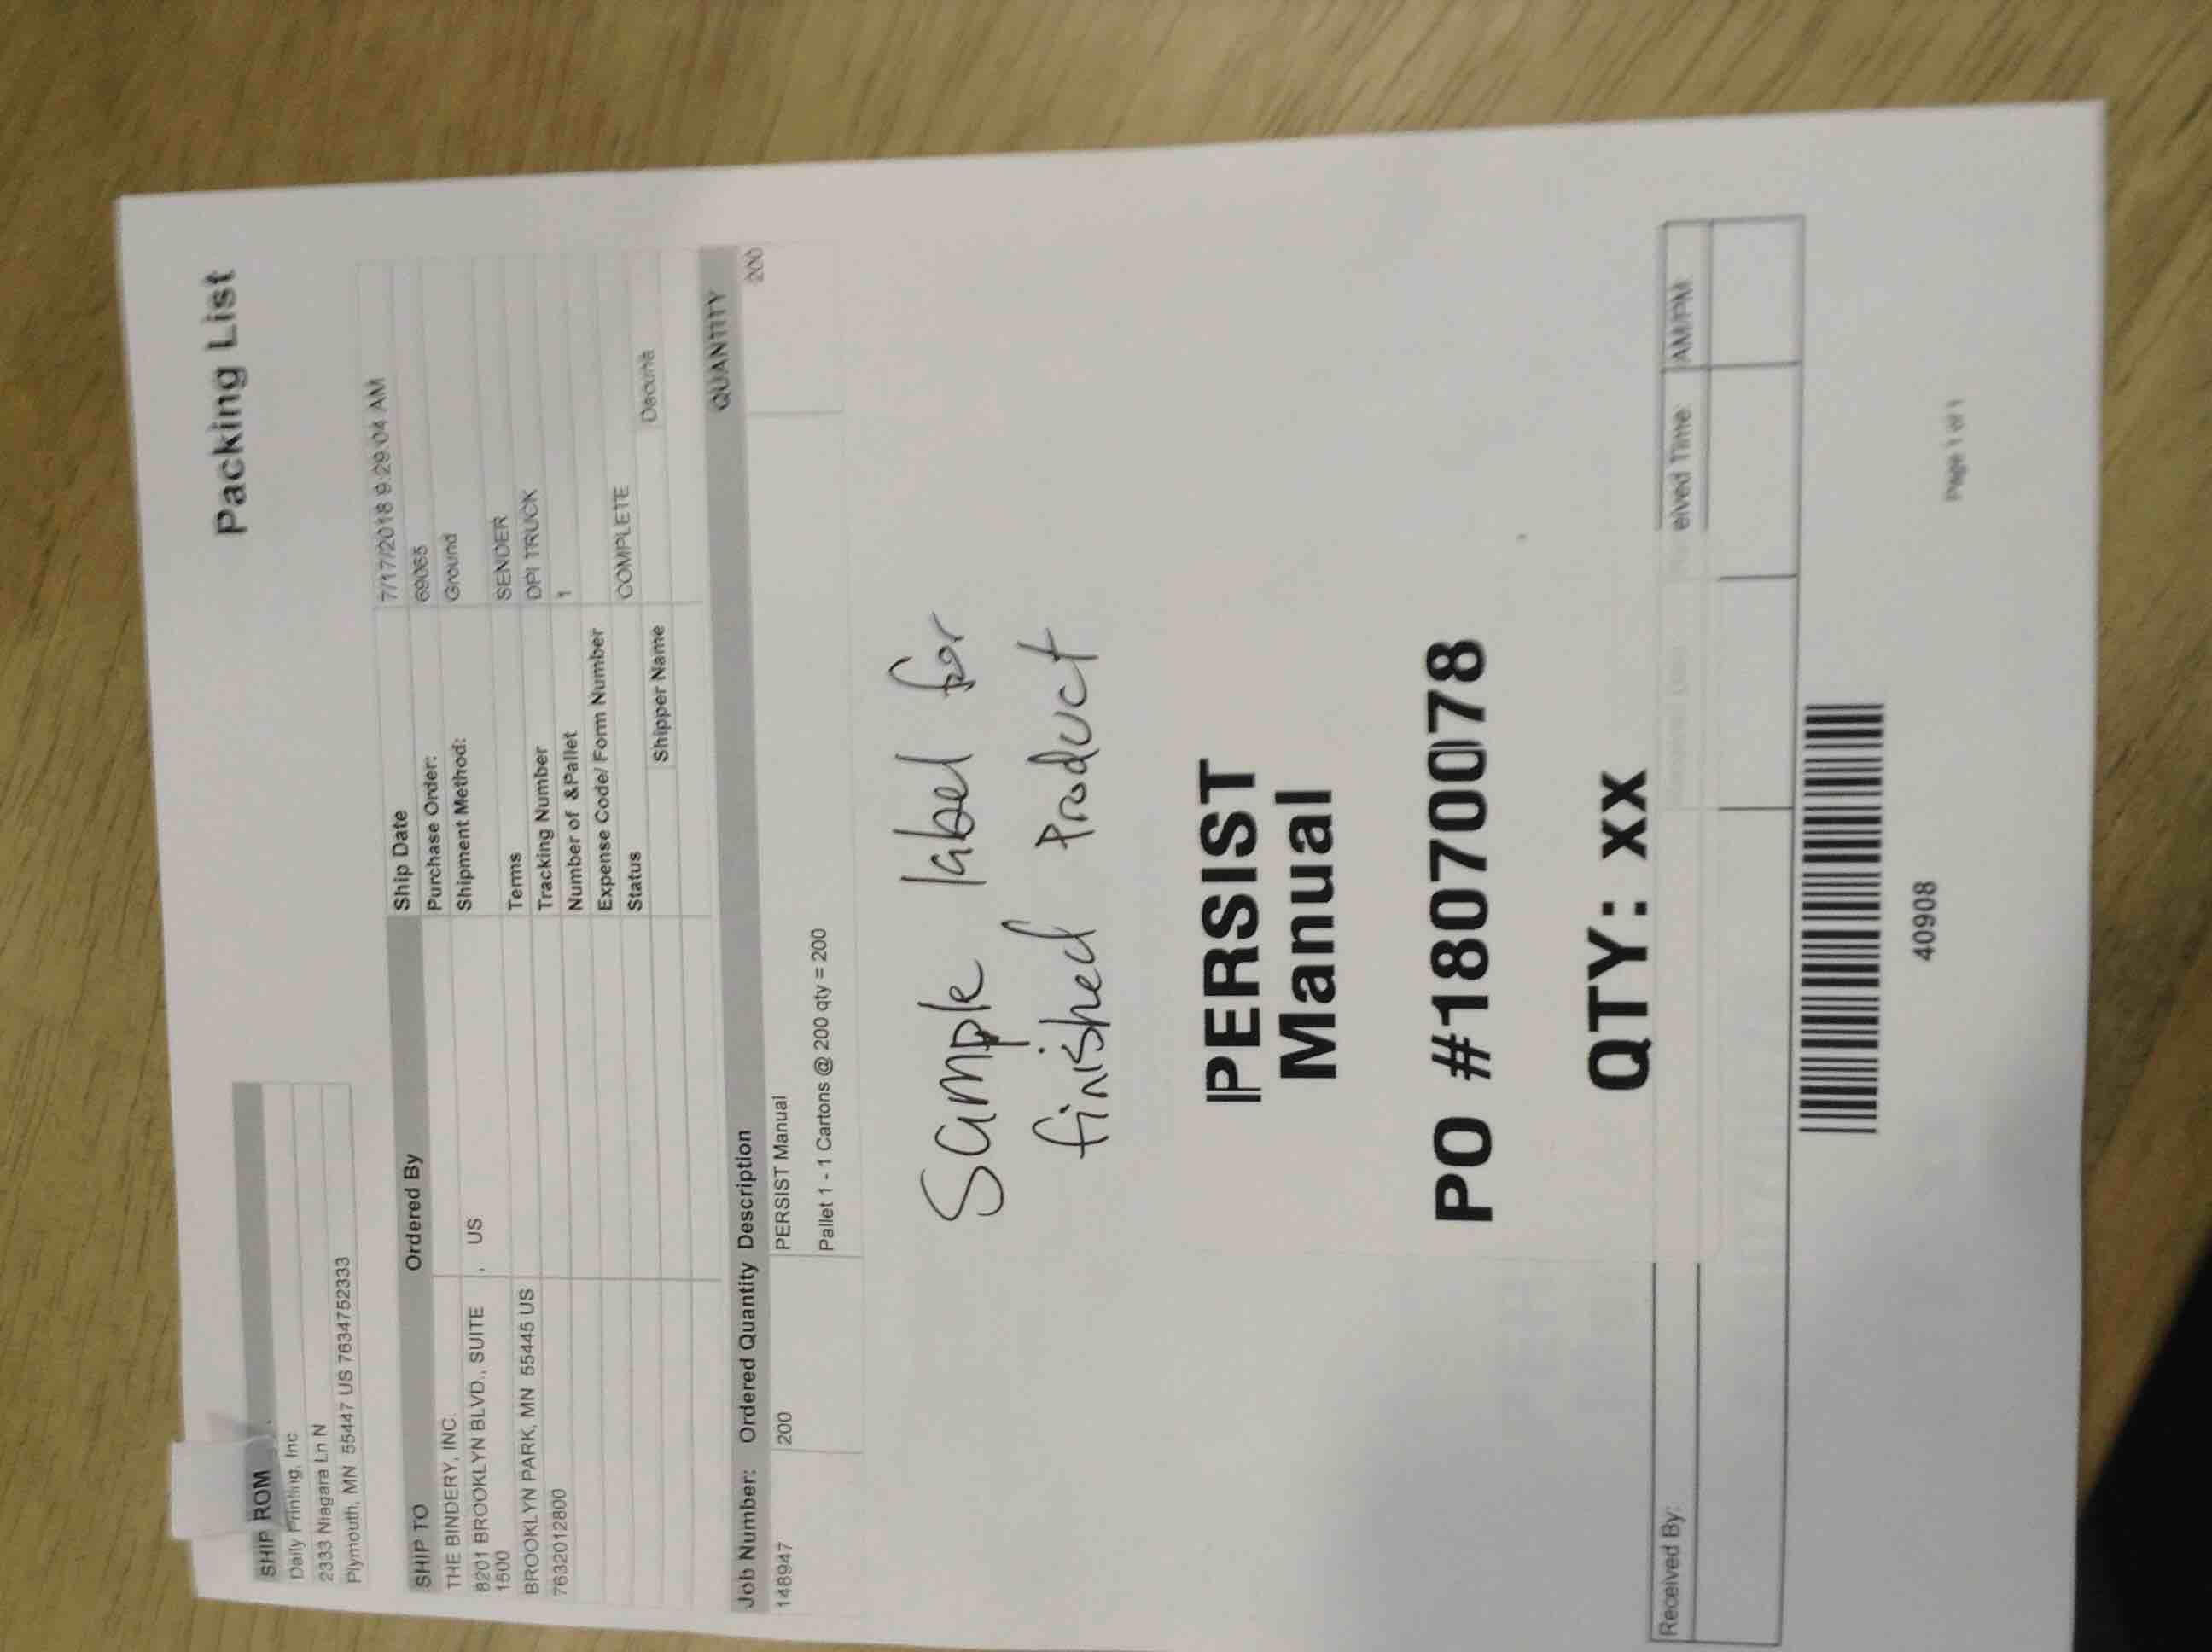 Packing List
SHIP ROM
Daily Printing, Inc
2333 Niagara Ln N
Plymouth, MN 55447 US 7634752333
SHIP TO
THE BINDERY, INC.
8201 BROOKLYN BLVD., SUITE
1500
BROOKLYN PARK, MN 55445 US
7632012800
Ordered By
, US
Ship Date 7/17/2018 9:29:04 AM
Purchase Order: 69065
Shipment Method: Ground
Terms SENDER
Tracking Number DPI TRUCK
Number of &Pallet 1
Expense Code/ Form Number
Status COMPLETE
Shipper Name
Job Number: Ordered Quantity Description QUANTITY
148947 200 PERSIST Manual 200
Pallet 1 - 1 Cartons @ 200 qty = 200
Sample label for
finished Product
PERSIST
Manual
PO #180700078
QTY: XX
Received By: eived Time: AM/PM
40908
Page 1 of 1